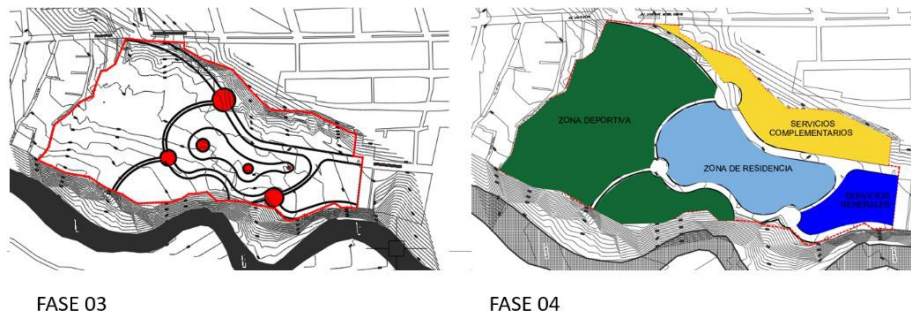 ZONA DEPORTIVA
SERVICIOS
COMPLEMENTARIOS
ZONA DE RESIDENCIA
SERVICIOS
GENERALES
FASE 03
FASE 04